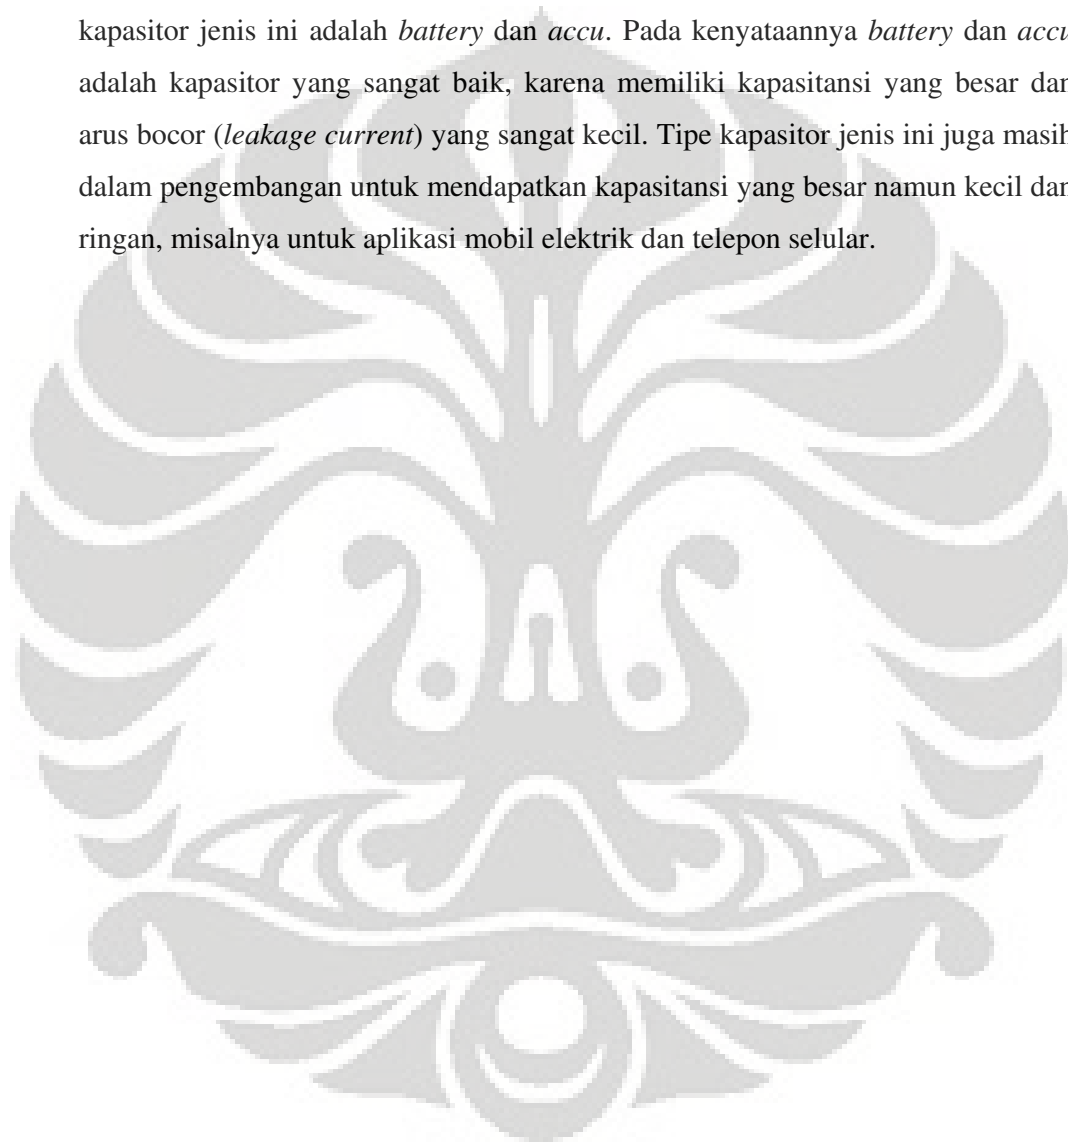 kapasitor jenis ini adalah battery dan accu. Pada kenyataannya battery dan accu
adalah kapasitor yang sangat baik, karena memiliki kapasitansi yang besar dan
arus bocor (leakage current) yang sangat kecil. Tipe kapasitor jenis ini juga masih
dalam pengembangan untuk mendapatkan kapasitansi yang besar namun kecil dan
ringan, misalnya untuk aplikasi mobil elektrik dan telepon selular.